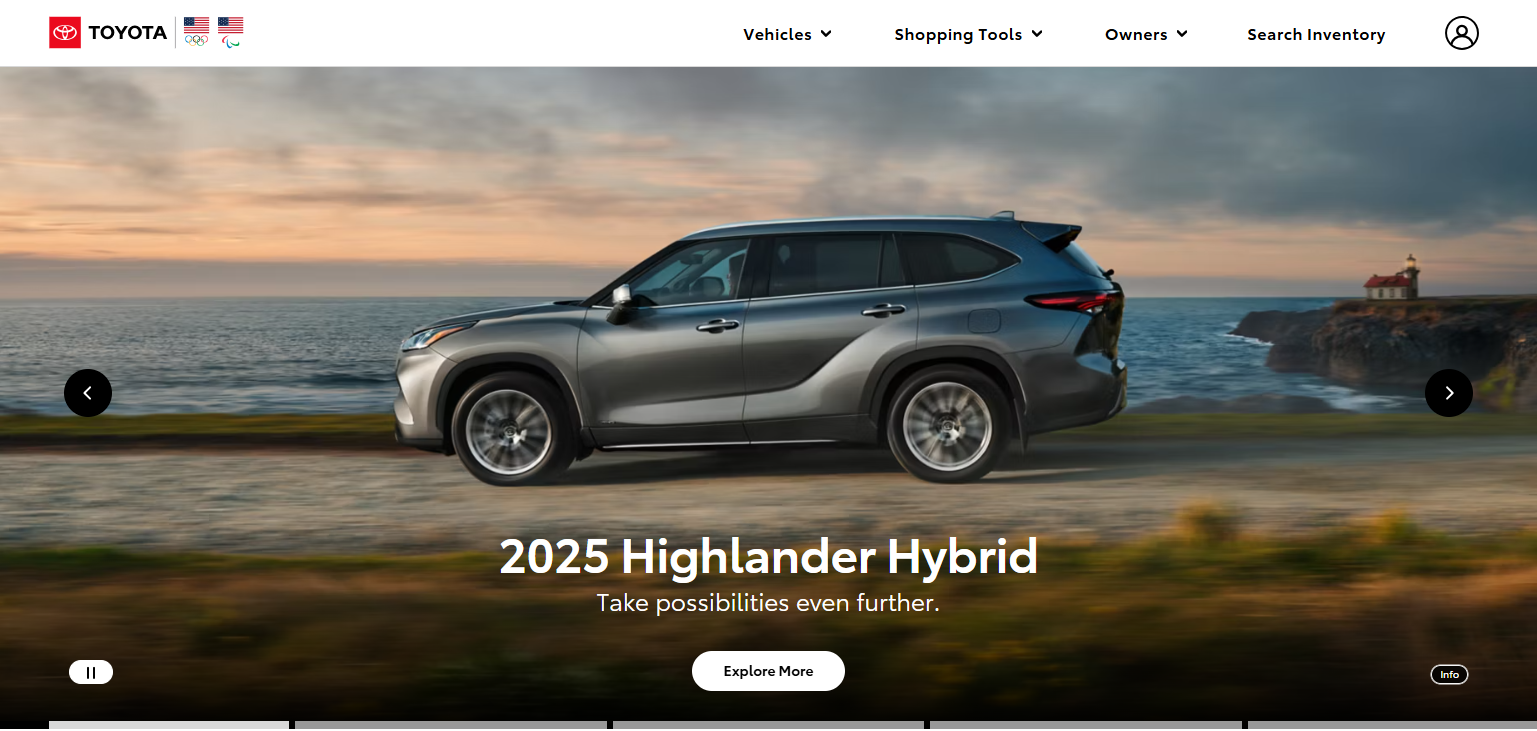 TOYOTA
Vehicles
Shopping Tools
Owners
Search Inventory
2025 Highlander Hybrid
Take possibilities even further.
Explore More
Info